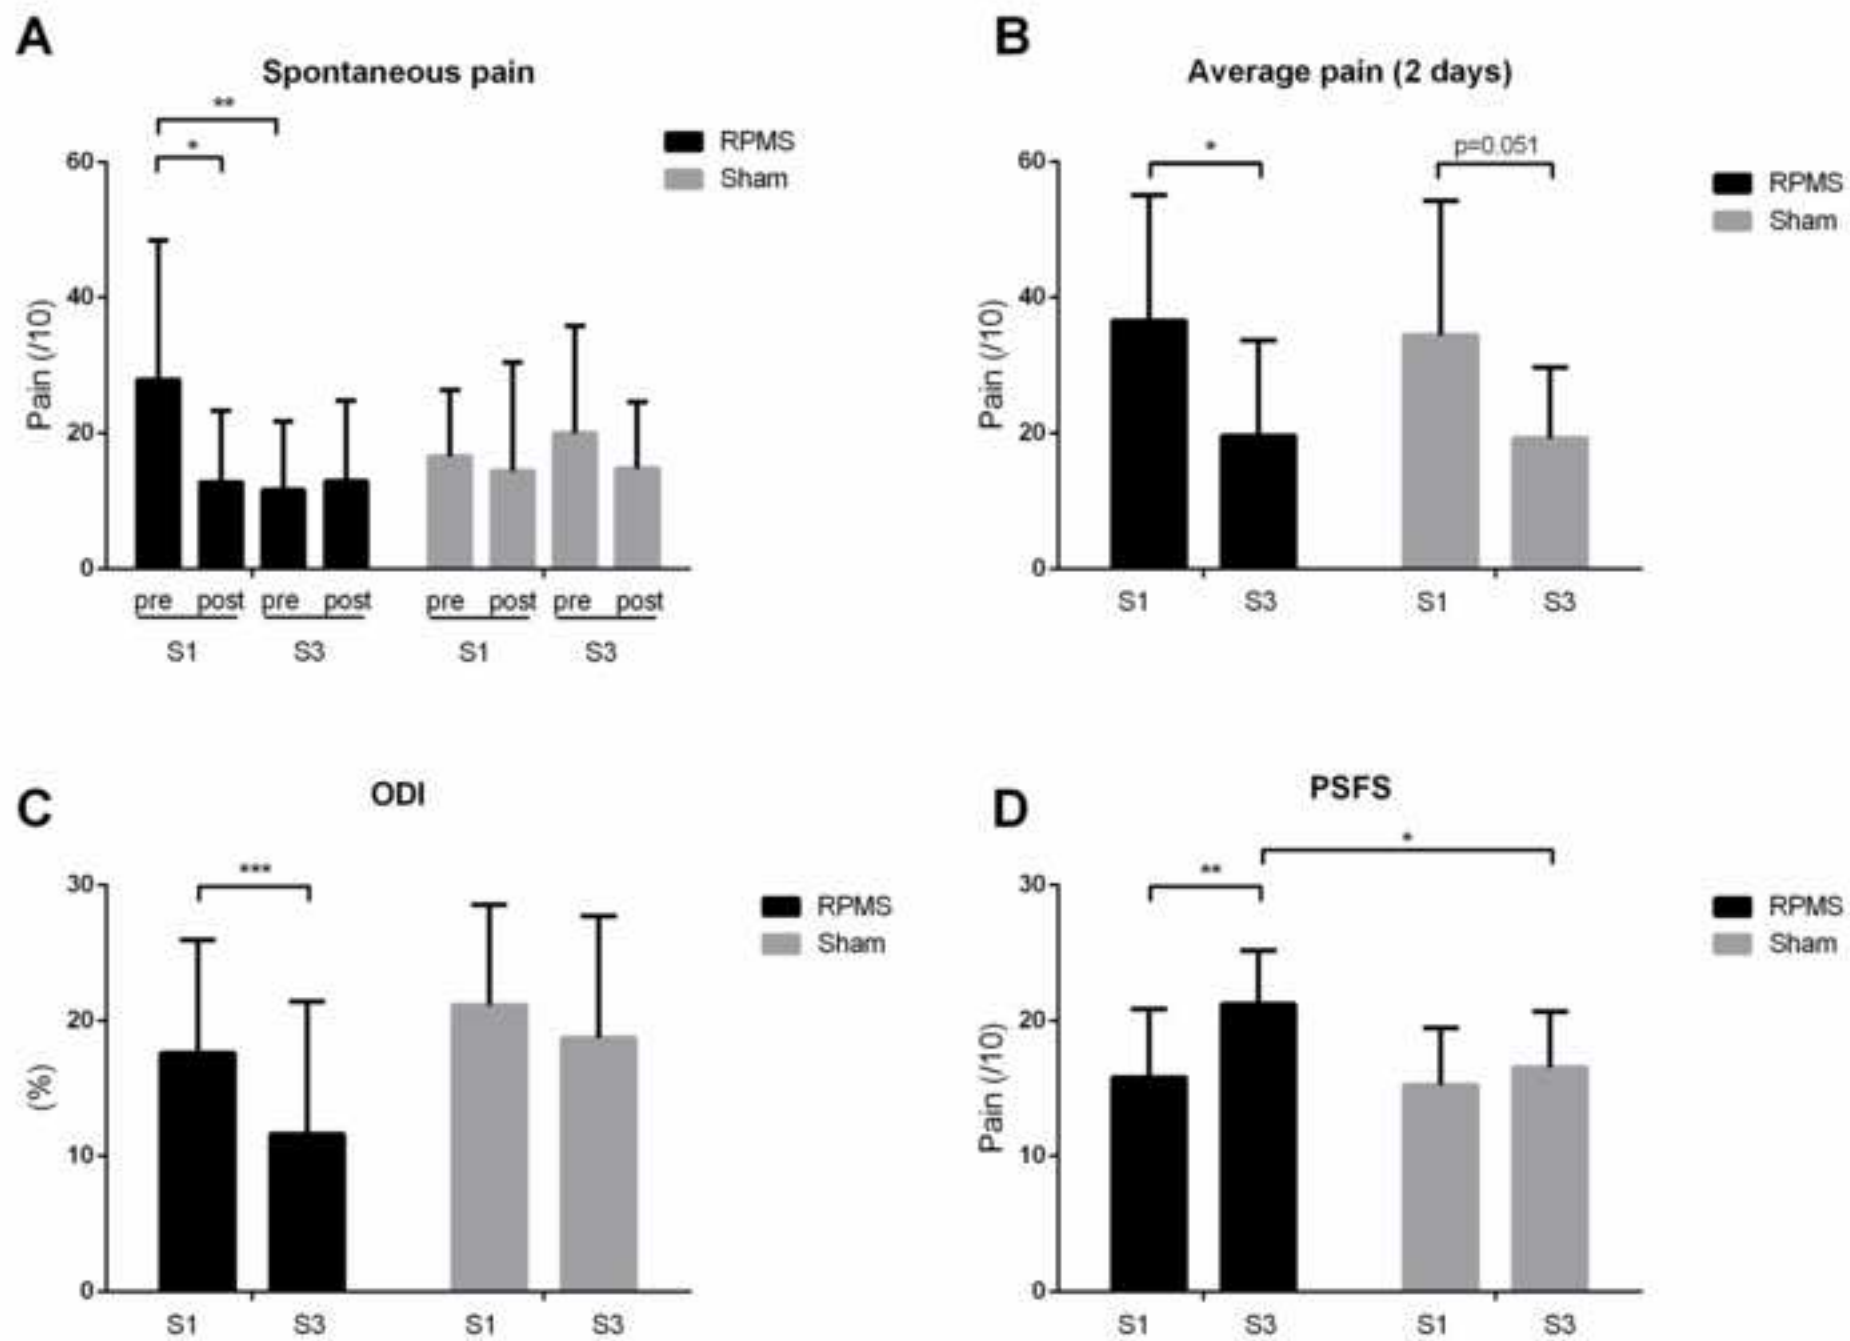 A
Spontaneous pain
**
*
60
40
20
0
Pain (/10)
RPMS
Sham
pre post pre post pre post pre post
S1 S3 S1 S3
B
Average pain (2 days)
*
p=0.051
60
40
20
0
Pain (/10)
RPMS
Sham
S1 S3 S1 S3
C
ODI
***
30
20
10
0
(%)
RPMS
Sham
S1 S3 S1 S3
D
PSFS
*
**
30
20
10
0
Pain (/10)
RPMS
Sham
S1 S3 S1 S3